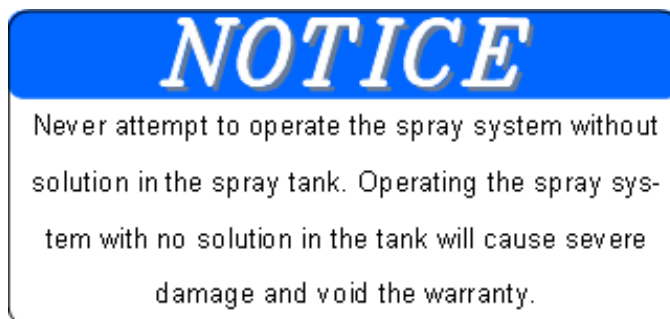 NOTICE
Never attempt to operate the spray system without
solution in the spray tank. Operating the spray sys-
tem with no solution in the tank will cause severe
damage and void the warranty.